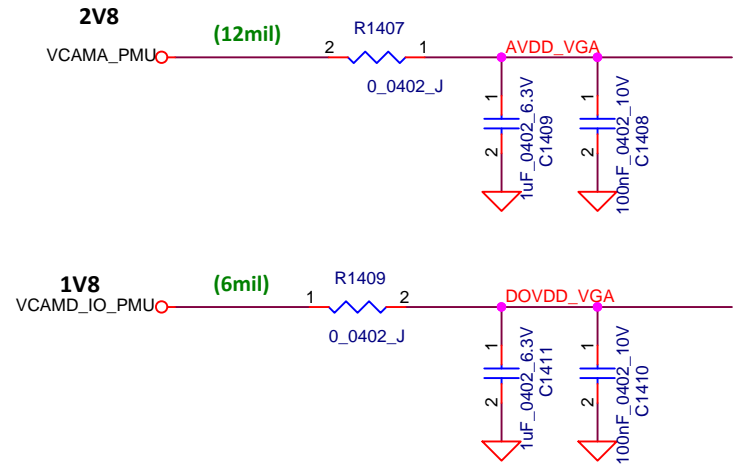 2V8
(12mil)
R1407
VCAMA_PMU
2
1
AVDD_VGA
0_0402_J
1
2
1uF_0402_6.3V
C1409
1
2
100nF_0402_10V
C1408
1V8
(6mil)
R1409
VCAMD_IO_PMU
1
2
DOVDD_VGA
0_0402_J
1
2
1uF_0402_6.3V
C1411
1
2
100nF_0402_10V
C1410